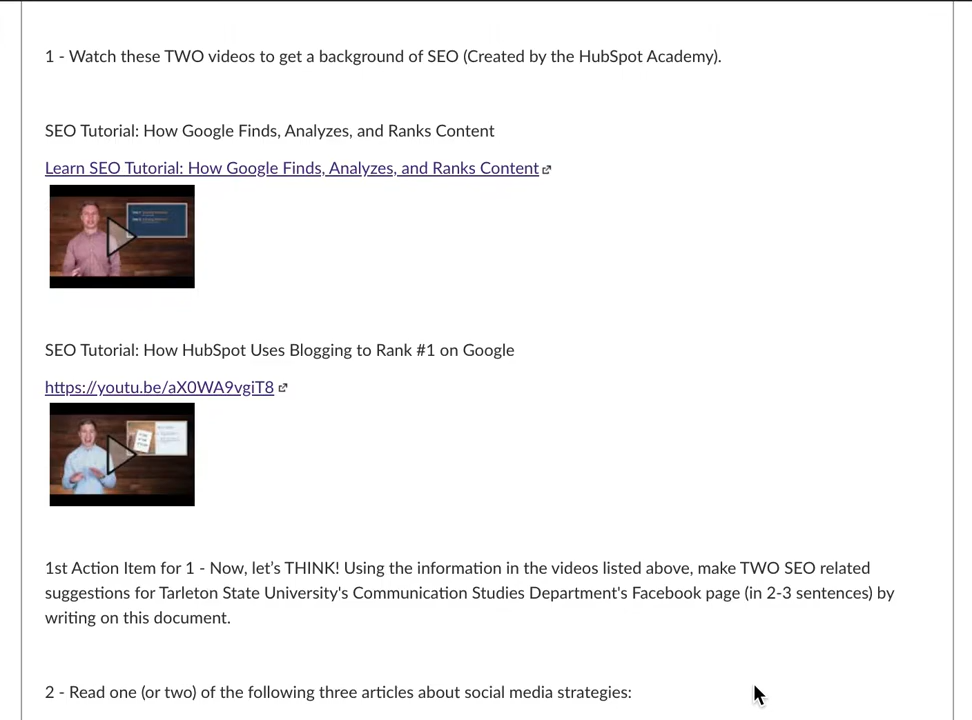 1 - Watch these TWO videos to get a background of SEO (Created by the HubSpot Academy).
SEO Tutorial: How Google Finds, Analyzes, and Ranks Content
Learn SEO Tutorial: How Google Finds, Analyzes, and Ranks Content
SEO Tutorial: How HubSpot Uses Blogging to Rank #1 on Google
https://youtu.be/aX0WA9vgiT8
1st Action Item for 1 - Now, let’s THINK! Using the information in the videos listed above, make TWO SEO related
suggestions for Tarleton State University's Communication Studies Department's Facebook page (in 2-3 sentences) by
writing on this document.
2 - Read one (or two) of the following three articles about social media strategies: